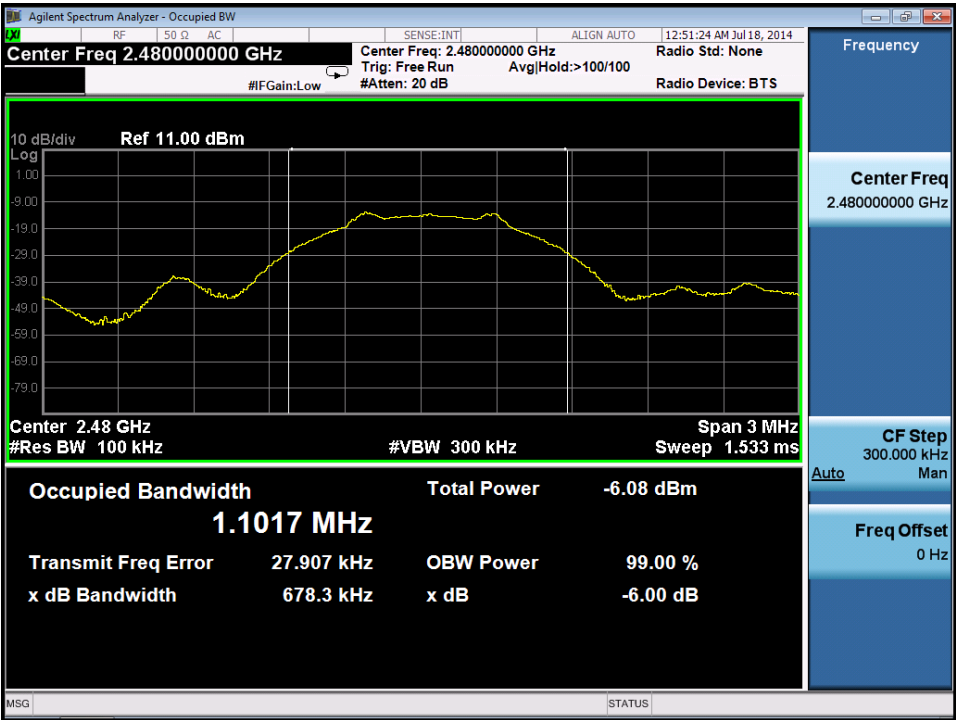 Agilent Spectrum Analyzer - Occupied BW
LXI RF 50 Ω AC SENSE:INT ALIGN AUTO 12:51:24 AM Jul 18, 2014
Center Freq 2.480000000 GHz
Center Freq: 2.480000000 GHz
Radio Std: None
Trig: Free Run Avg|Hold:>100/100
#IFGain:Low
#Atten: 20 dB
Radio Device: BTS
10 dB/div Ref 11.00 dBm
Log
1.00
-9.00
-19.0
-29.0
-39.0
-49.0
-59.0
-69.0
-79.0
Center 2.48 GHz Span 3 MHz
#Res BW 100 kHz #VBW 300 kHz Sweep 1.533 ms
Occupied Bandwidth Total Power -6.08 dBm
1.1017 MHz
Transmit Freq Error 27.907 kHz OBW Power 99.00 %
x dB Bandwidth 678.3 kHz x dB -6.00 dB
MSG STATUS
Frequency
Center Freq
2.480000000 GHz
CF Step
300.000 kHz
Auto Man
Freq Offset
0 Hz